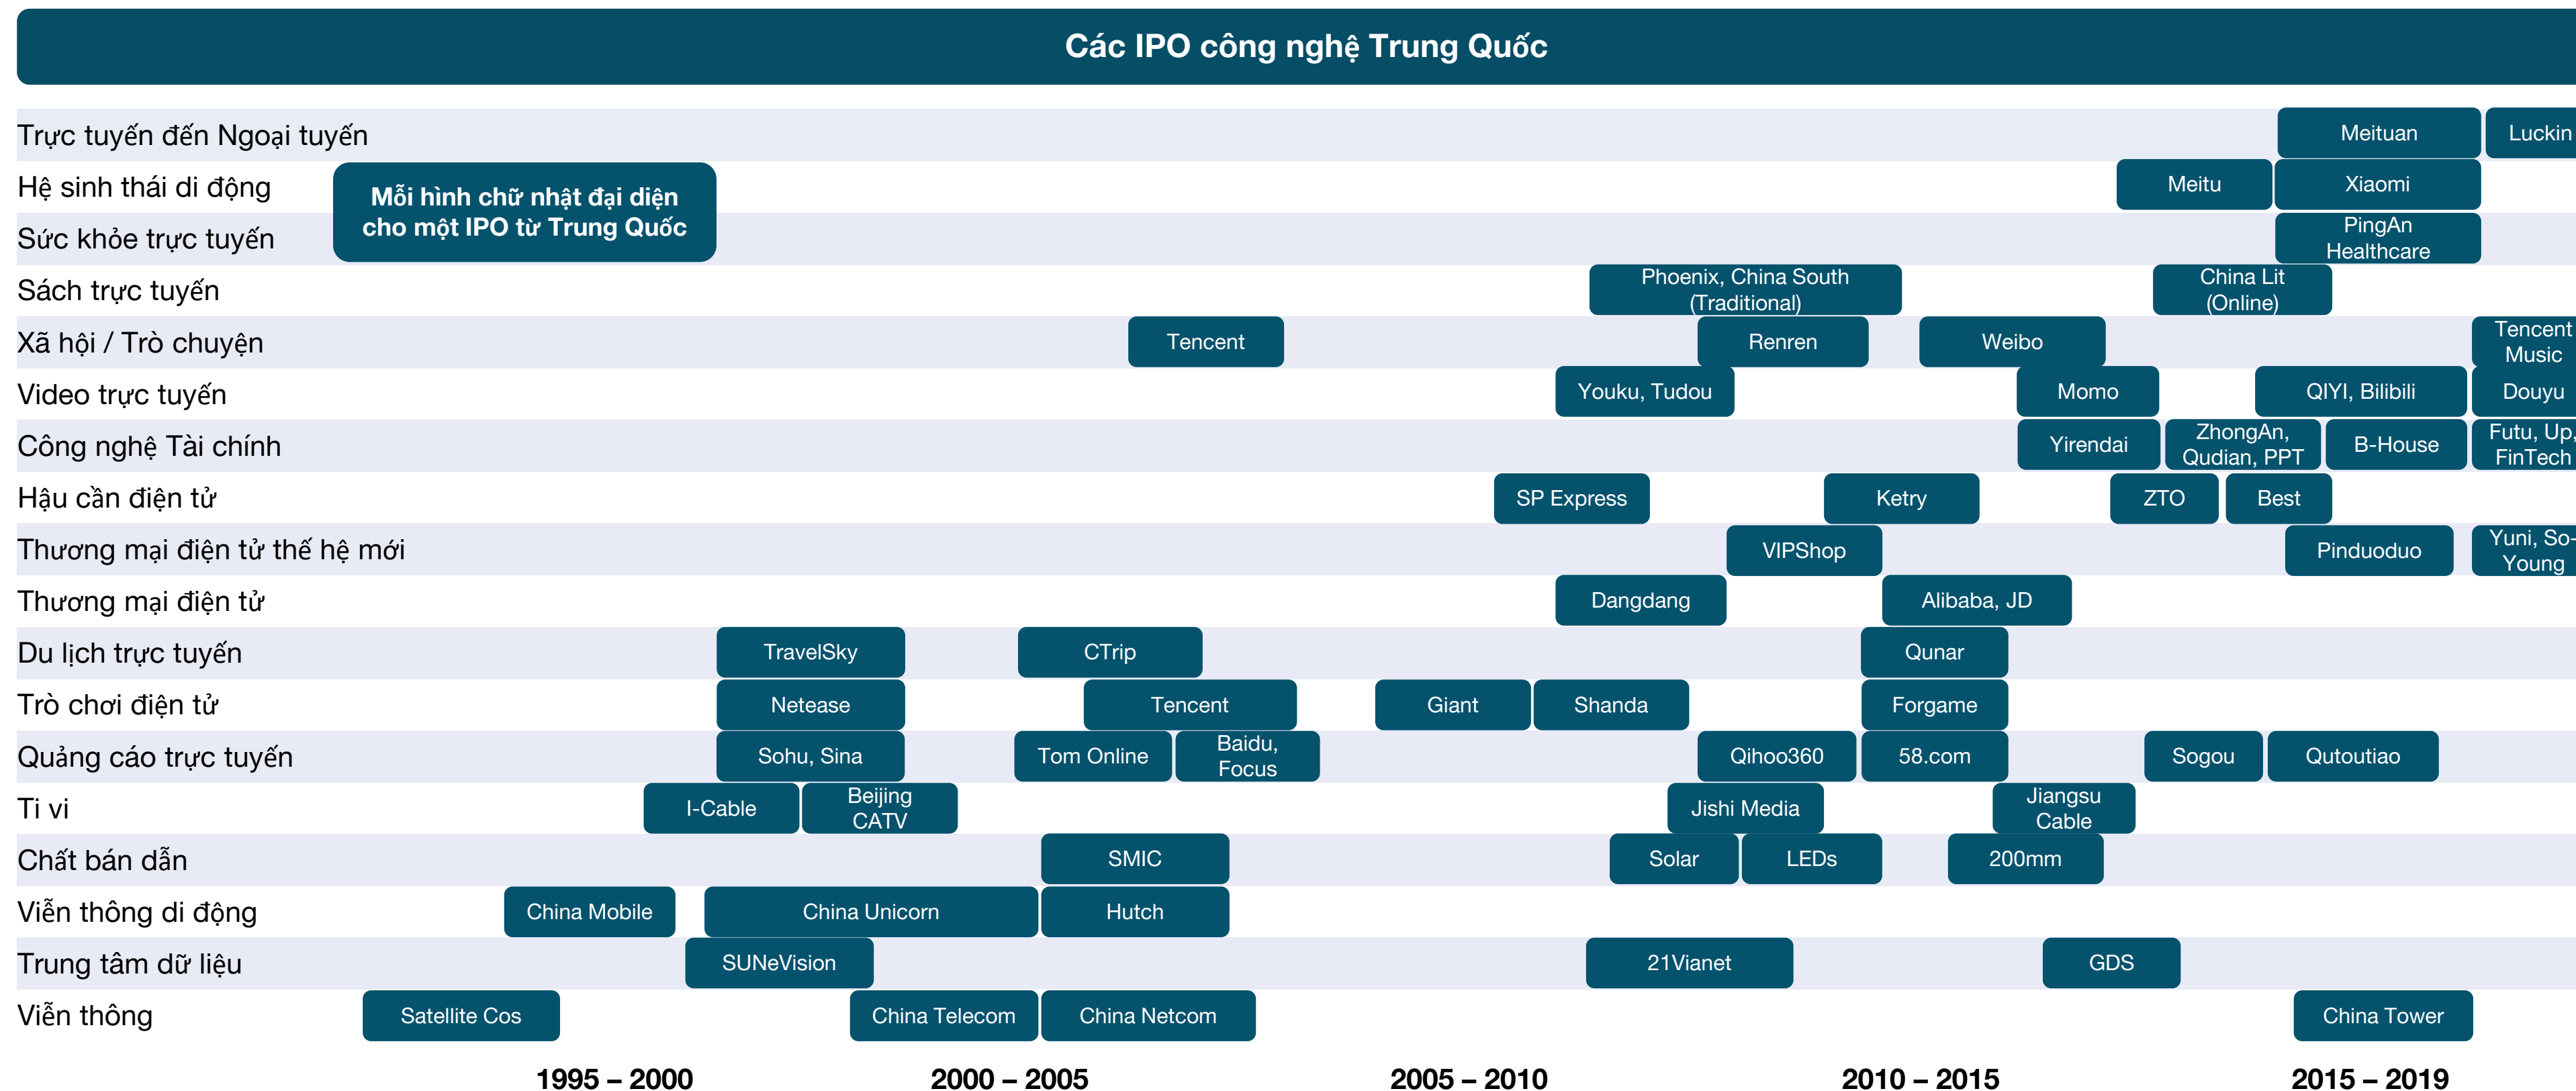 Các IPO công nghệ Trung Quốc
Trực tuyến đến Ngoại tuyến
Meituan
Luckin
Hệ sinh thái di động
Mỗi hình chữ nhật đại diện
cho một IPO từ Trung Quốc
Meitu
Xiaomi
Sức khỏe trực tuyến
PingAn
Healthcare
Sách trực tuyến
Phoenix, China South
(Traditional)
China Lit
(Online)
Xã hội / Trò chuyện
Tencent
Renren
Weibo
Tencent
Music
Video trực tuyến
Youku, Tudou
Momo
QIYI, Bilibili
Douyu
Công nghệ Tài chính
Yirendai
ZhongAn,
Qudian, PPT
B-House
Futu, Up,
FinTech
Hậu cần điện tử
SP Express
Ketry
ZTO
Best
Thương mại điện tử thế hệ mới
VIPShop
Pinduoduo
Yuni, So-
Young
Thương mại điện tử
Dangdang
Alibaba, JD
Du lịch trực tuyến
TravelSky
CTrip
Qunar
Trò chơi điện tử
Netease
Tencent
Giant
Shanda
Forgame
Quảng cáo trực tuyến
Sohu, Sina
Tom Online
Baidu,
Focus
Qihoo360
58.com
Sogou
Qutoutiao
Ti vi
I-Cable
Beijing
CATV
Jishi Media
Jiangsu
Cable
Chất bán dẫn
SMIC
Solar
LEDs
200mm
Viễn thông di động
China Mobile
China Unicorn
Hutch
Trung tâm dữ liệu
SUNeVision
21Vianet
GDS
Viễn thông
Satellite Cos
China Telecom
China Netcom
China Tower
1995 – 2000
2000 – 2005
2005 – 2010
2010 – 2015
2015 – 2019